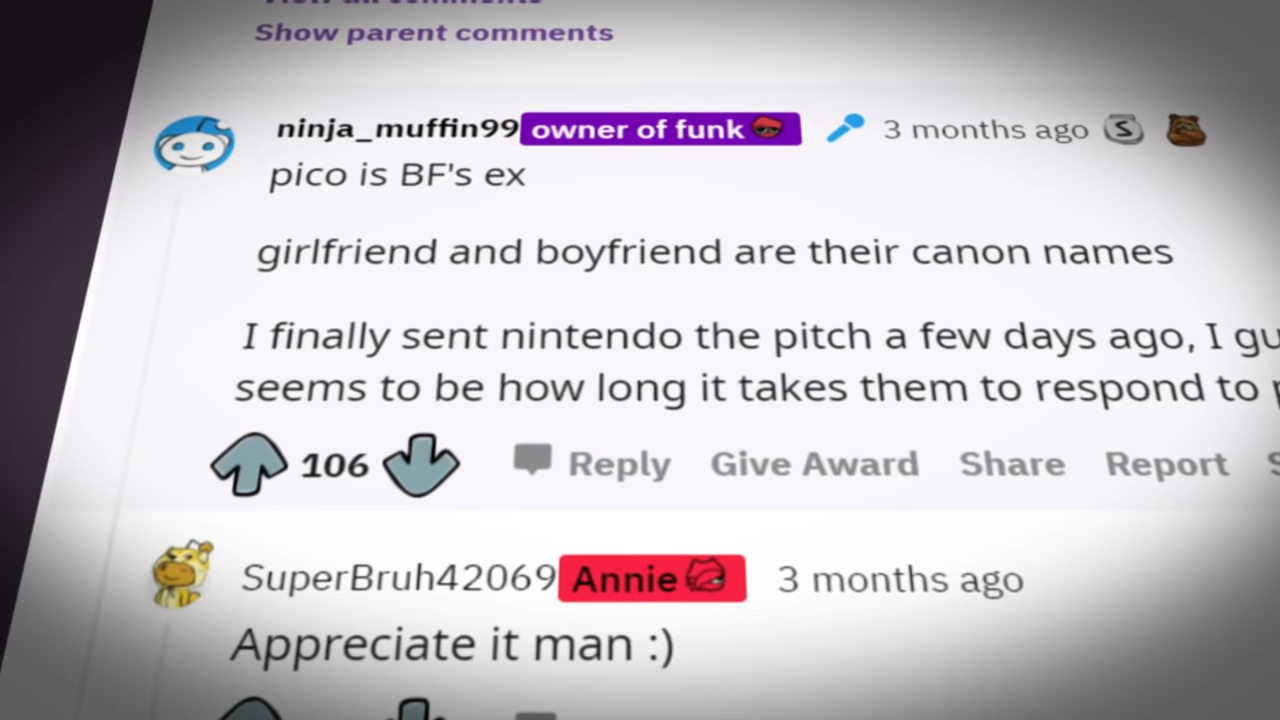 Show parent comments
ninja_muffin99 owner of funk 3 months ago
pico is BF's ex
girlfriend and boyfriend are their canon names
I finally sent nintendo the pitch a few days ago, I
seems to be how long it takes them to respond to
106 Reply Give Award Share Report
SuperBruh42069 Annie 3 months ago
Appreciate it man :)